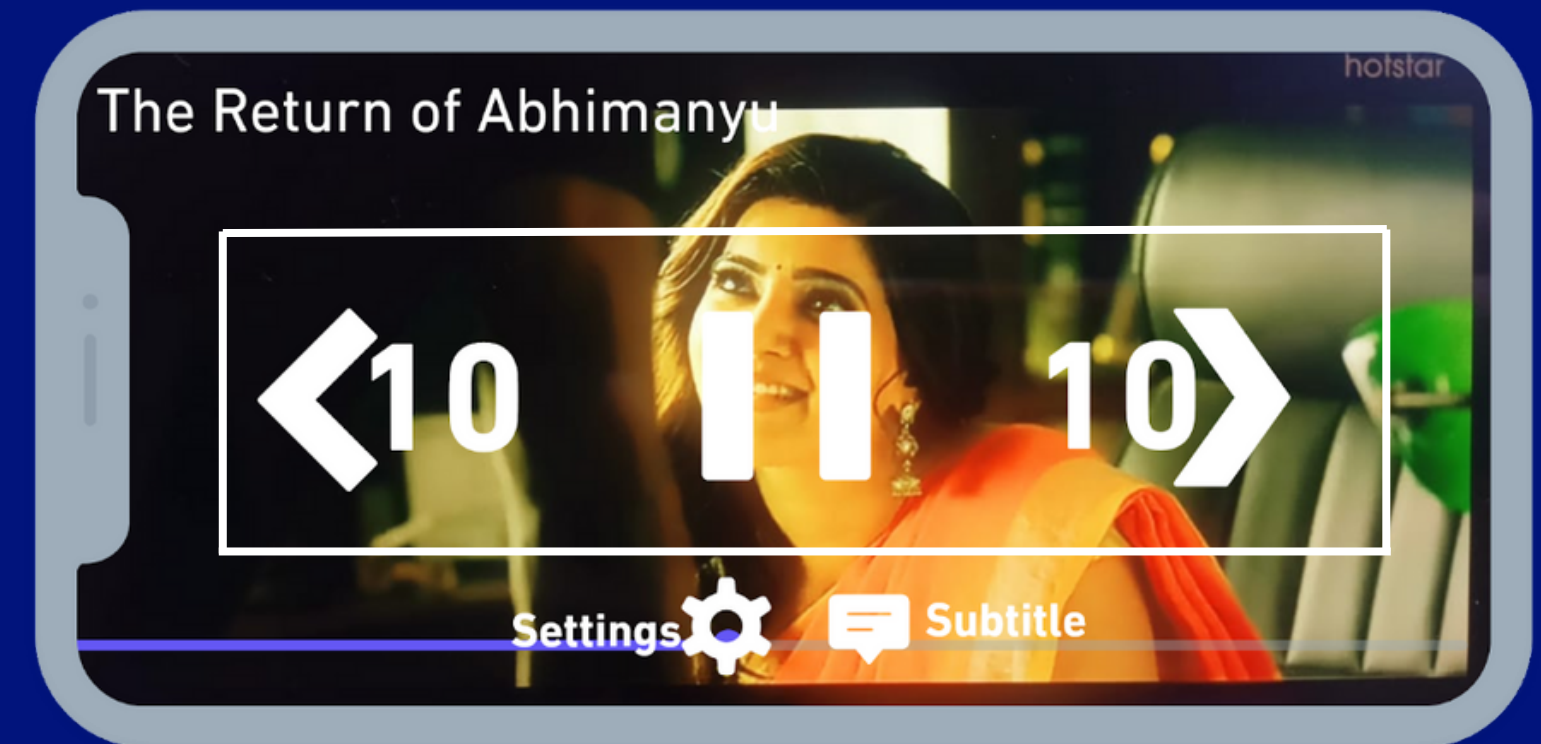 hotstar
The Return of Abhimanyu
10
10
Settings
Subtitle